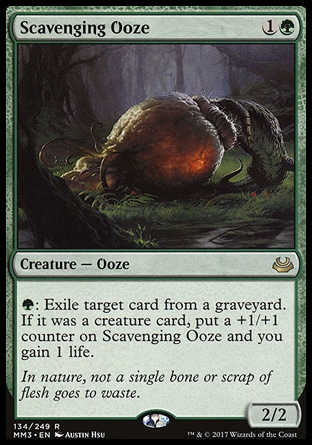 Scavenging Ooze 1
Creature — Ooze
: Exile target card from a graveyard.
If it was a creature card, put a +1/+1
counter on Scavenging Ooze and you
gain 1 life.
In nature, not a single bone or scrap of
flesh goes to waste.
2/2
134/249 R
MM3 • EN Austin Hsu
™ & © 2017 Wizards of the Coast